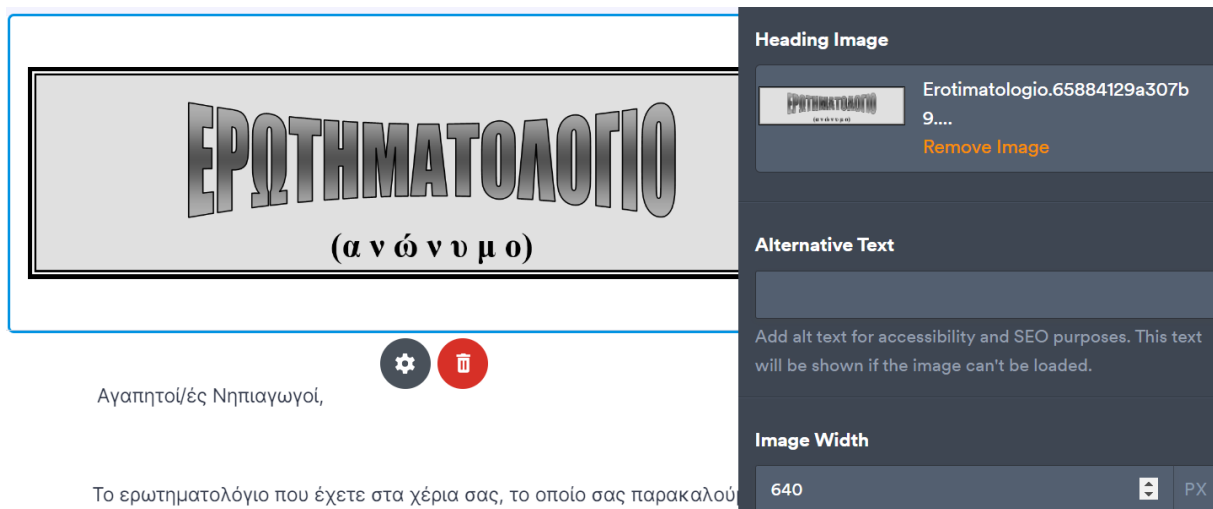 ΕΡΩΤΗΜΑΤΟΛΟΓΙΟ
(α ν ώ ν υ μ ο)
Αγαπητοί/ές Νηπιαγωγοί,
Το ερωτηματολόγιο που έχετε στα χέρια σας, το οποίο σας
Heading Image
ΕΡΩΤΗΜΑΤΟΛΟΓΙΟ
(ανώνυμο)
Erotimatologio.65884129a307b
9....
Remove Image
Alternative Text
Add alt text for accessibility and SEO purposes. This text
will be shown if the image can't be loaded.
Image Width
640
PX